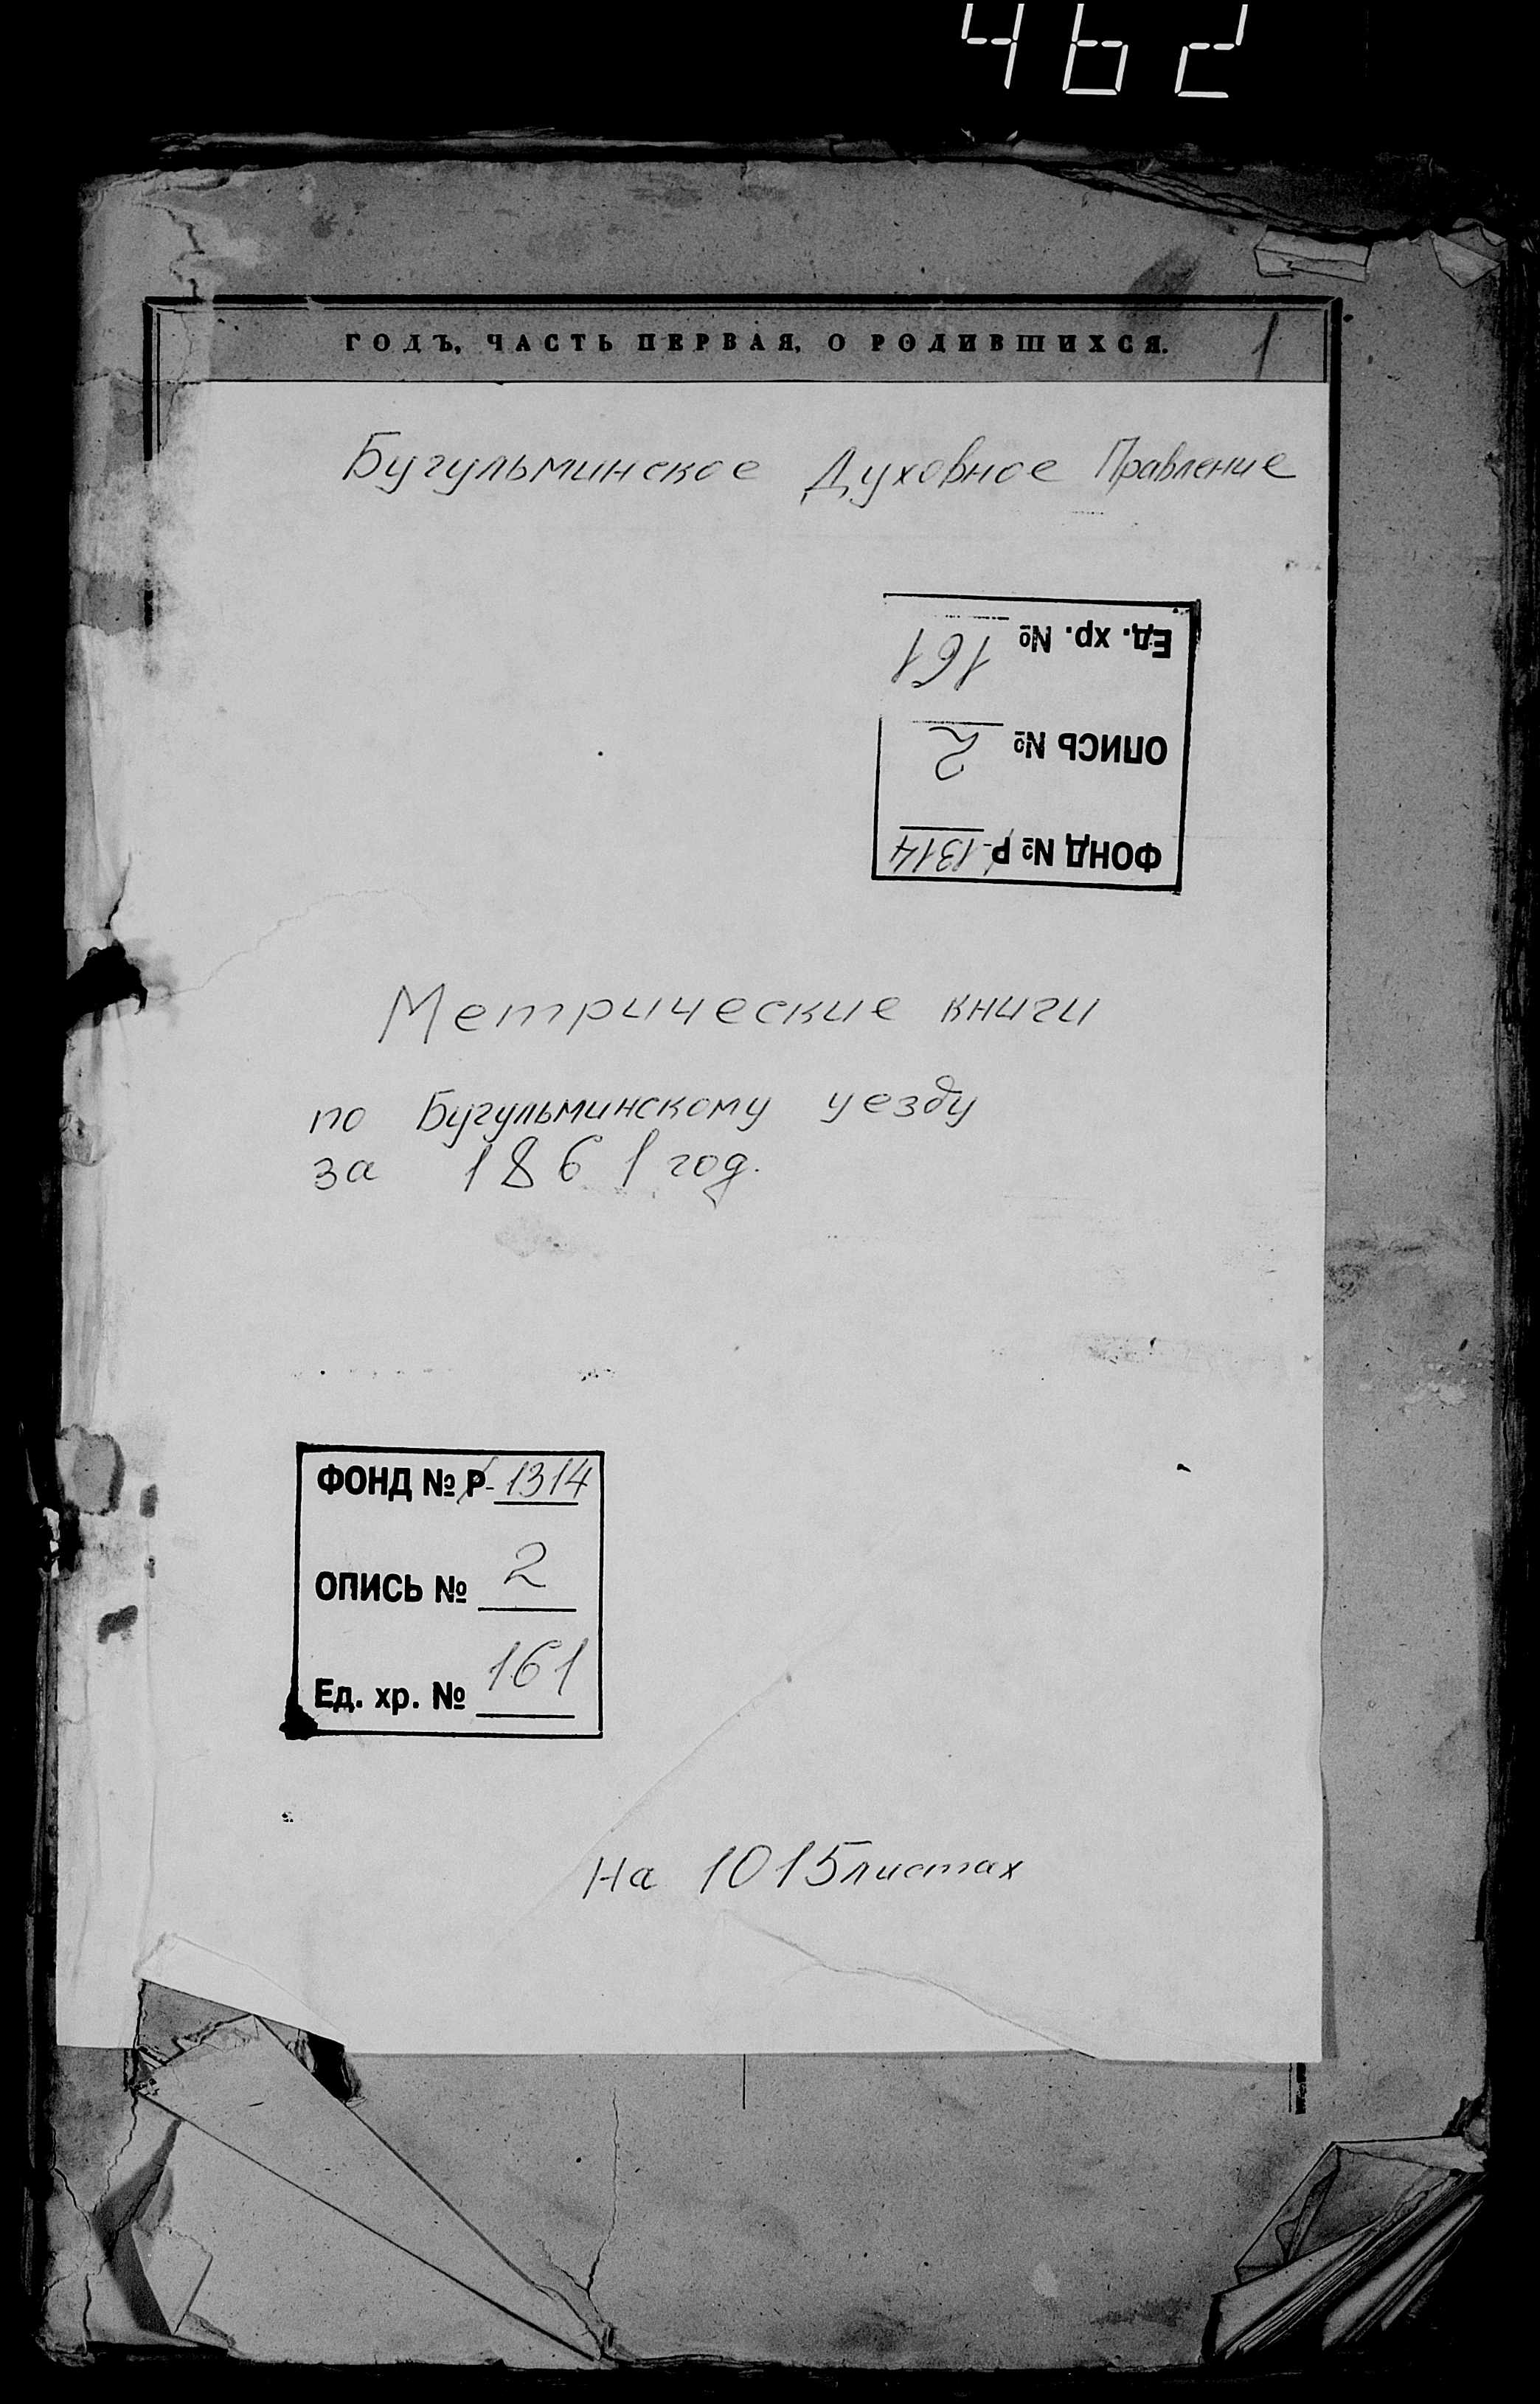 462
ГОДЪ, ЧАСТЬ ПЕРВАЯ, О РОДИВШИХСЯ. 1
Бугульминское Духовное Правление
Ед. хр. № 161
ОПИСЬ № 2
ФОНД № Р-1314
Метрические книги
по Бугульминскому уезду
за 1861 год.
ФОНД № Р-1314
ОПИСЬ № 2
Ед. хр. № 161
На 1015 листах